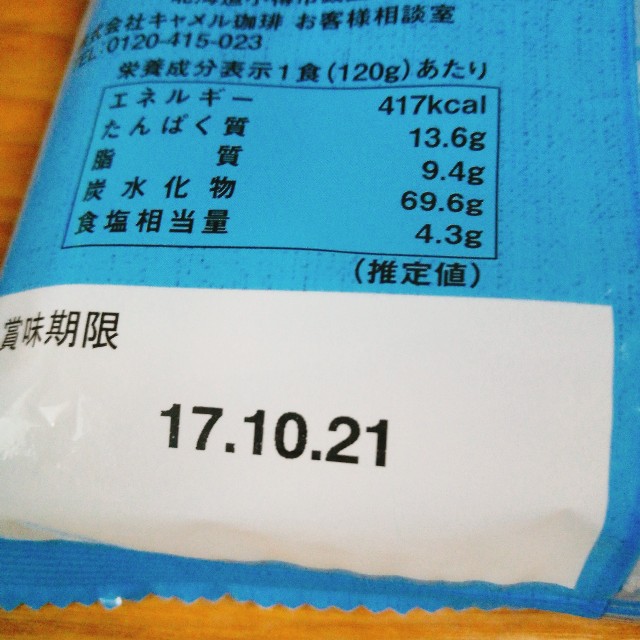 株式会社キャメル珈琲 お客様相談室
TEL:0120-415-023
栄養成分表示1食(120g)あたり
エネルギー 417kcal
たんぱく質 13.6g
脂質 9.4g
炭水化物 69.6g
食塩相当量 4.3g
(推定値)
賞味期限
17.10.21